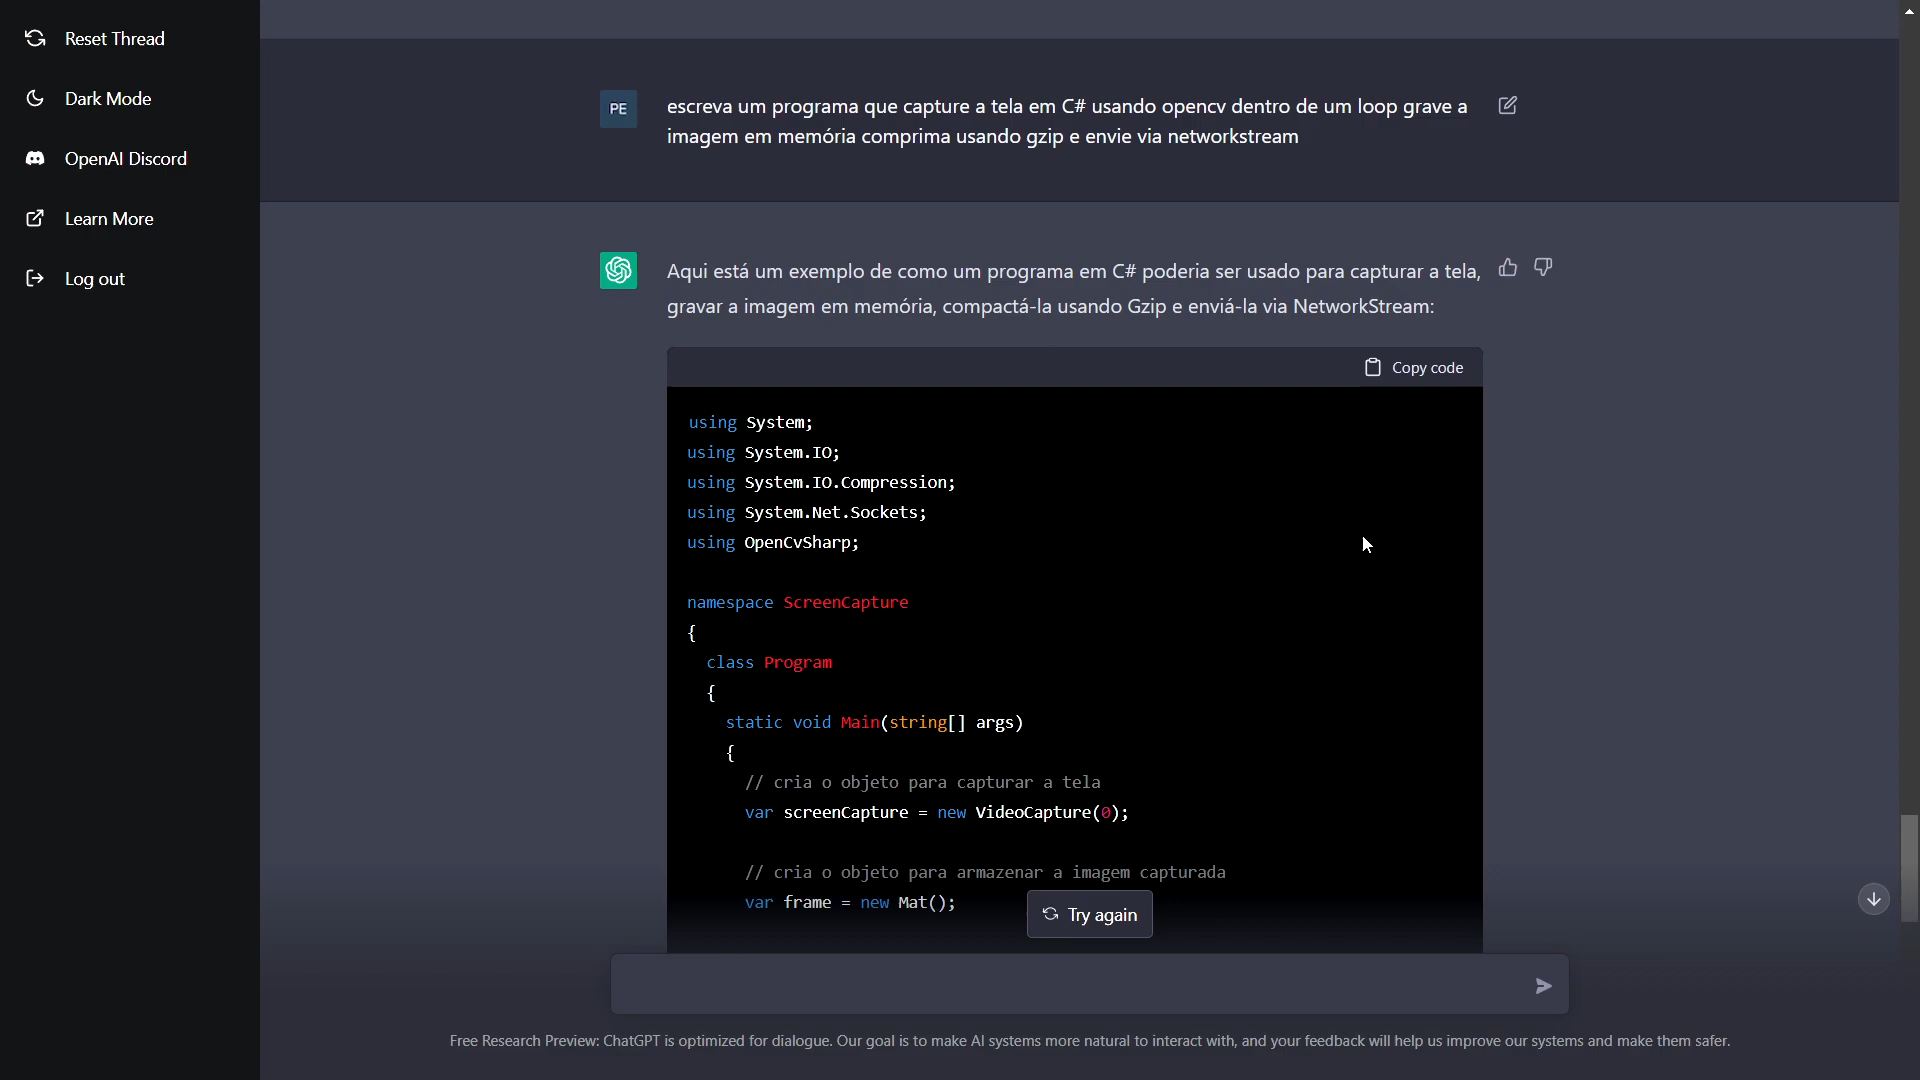 Reset Thread
Dark Mode
OpenAI Discord
Learn More
Log out
PE
escreva um programa que capture a tela em C# usando opencv dentro de um loop grave a
imagem em memória comprima usando gzip e envie via networkstream
Aqui está um exemplo de como um programa em C# poderia ser usado para capturar a tela,
gravar a imagem em memória, compactá-la usando Gzip e enviá-la via NetworkStream:
Copy code
using System;
using System.IO;
using System.IO.Compression;
using System.Net.Sockets;
using OpenCvSharp;
namespace ScreenCapture
{
class Program
{
static void Main(string[] args)
{
// cria o objeto para capturar a tela
var screenCapture = new VideoCapture(0);
// cria o objeto para armazenar a imagem capturada
var frame = new Mat();
Try again
Free Research Preview: ChatGPT is optimized for dialogue. Our goal is to make AI systems more natural to interact with, and your feedback will help us improve our systems and make them safer.